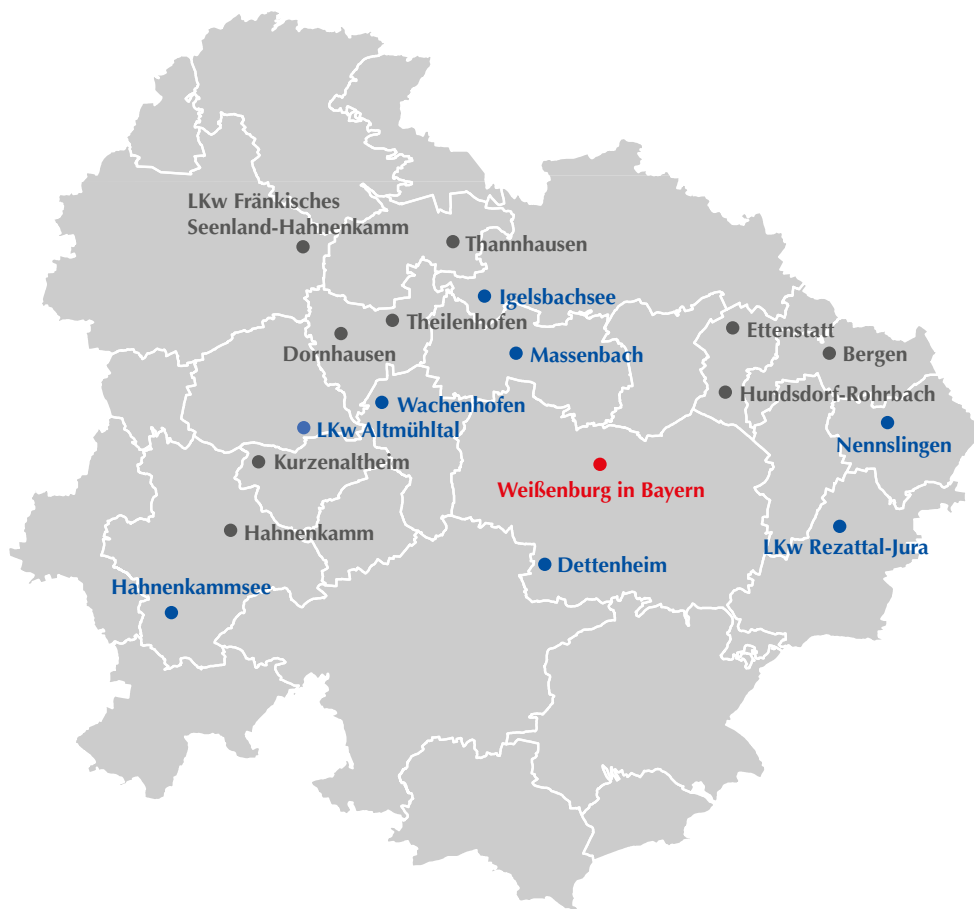 LKw Fränkisches
Seenland-Hahnenkamm
Thannhausen
Igelsbachsee
Theilenhofen
Ettenstatt
Dornhausen
Massenbach
Bergen
Hundsdorf-Rohrbach
Wachenhofen
LKw Altmühltal
Nennslingen
Kurzenaltheim
Weißenburg in Bayern
Hahnenkamm
LKw Rezattal-Jura
Dettenheim
Hahnenkammsee